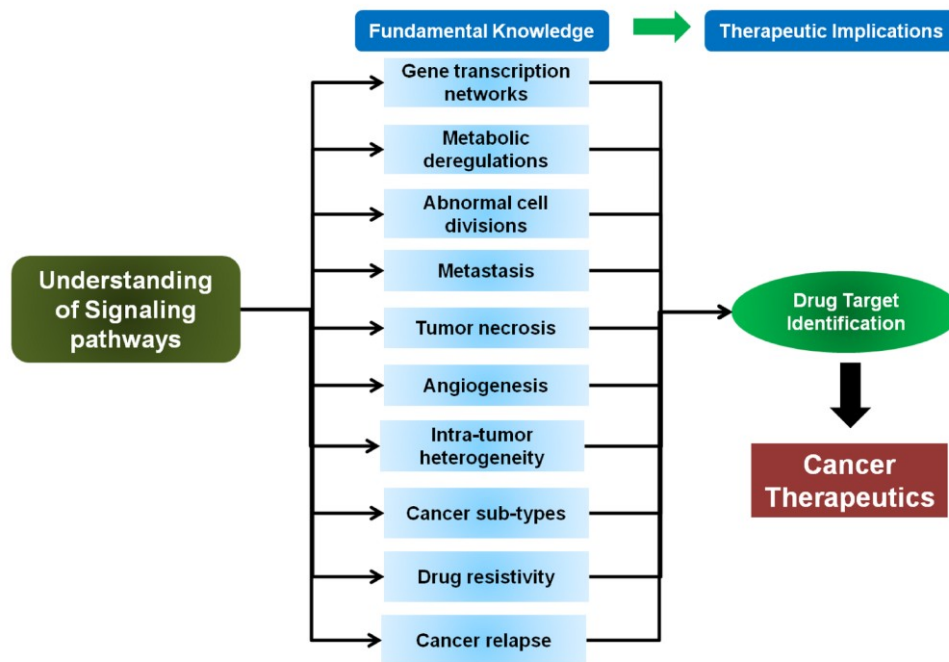 Fundamental Knowledge
Therapeutic Implications
Gene transcription
networks
Metabolic
deregulations
Abnormal cell
divisions
Metastasis
Tumor necrosis
Angiogenesis
Intra-tumor
heterogeneity
Cancer sub-types
Drug resistivity
Cancer relapse
Understanding
of Signaling
pathways
Drug Target
Identification
Cancer
Therapeutics